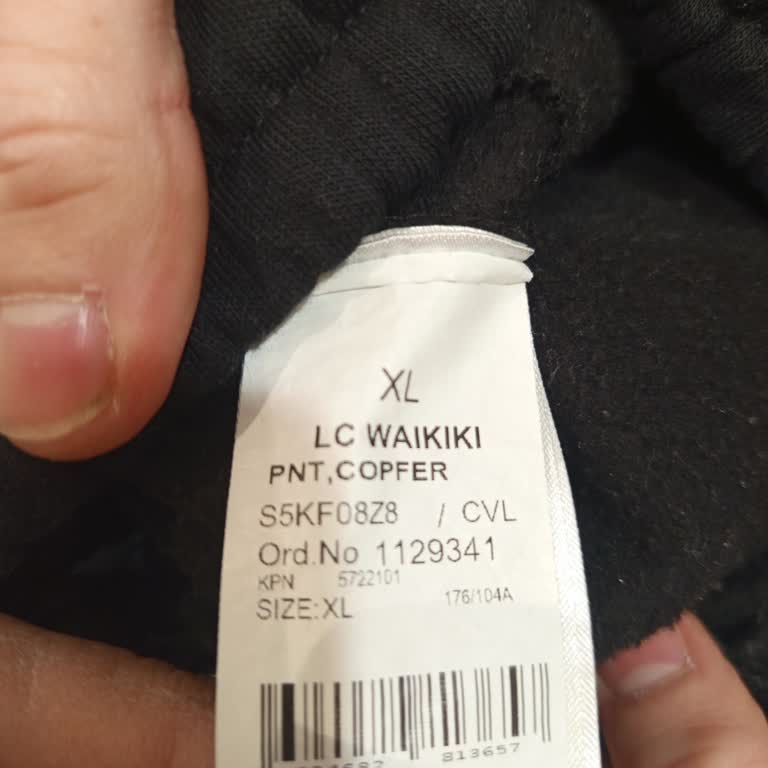 XL
LC WAIKIKI
PNT,COPFER
S5KF08Z8 / CVL
Ord.No 1129341
KPN 5722101
SIZE:XL 176/104A
813657